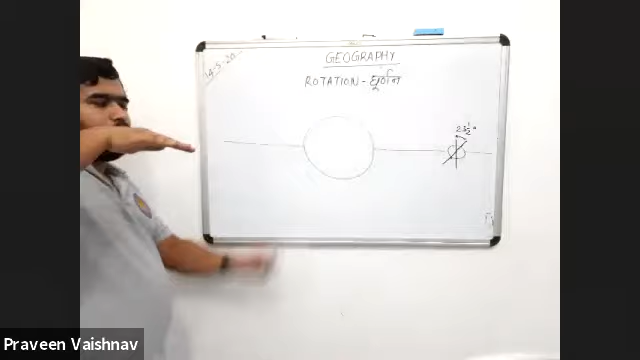 GEOGRAPHY
ROTATION - घूर्णन
23½°
Praveen Vaishnav